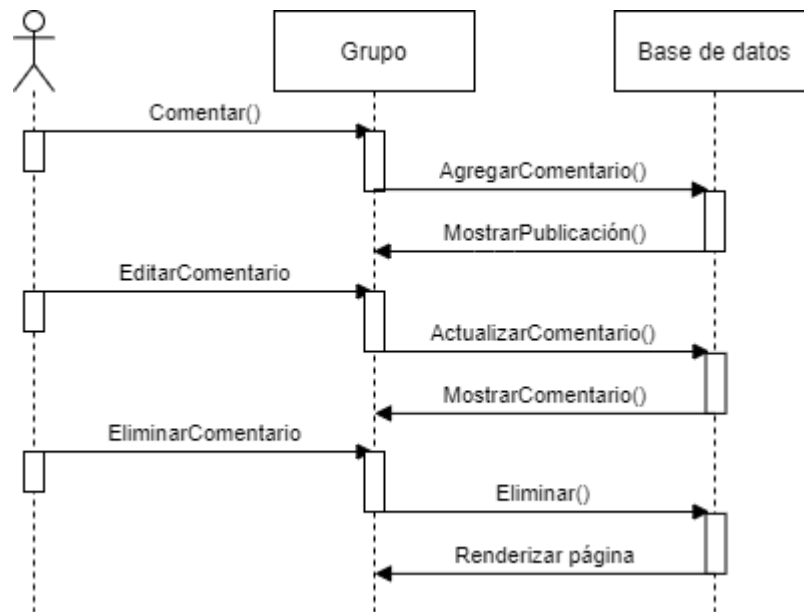 Grupo
Base de datos
Comentar()
AgregarComentario()
MostrarPublicación()
EditarComentario
ActualizarComentario()
MostrarComentario()
EliminarComentario
Eliminar()
Renderizar página